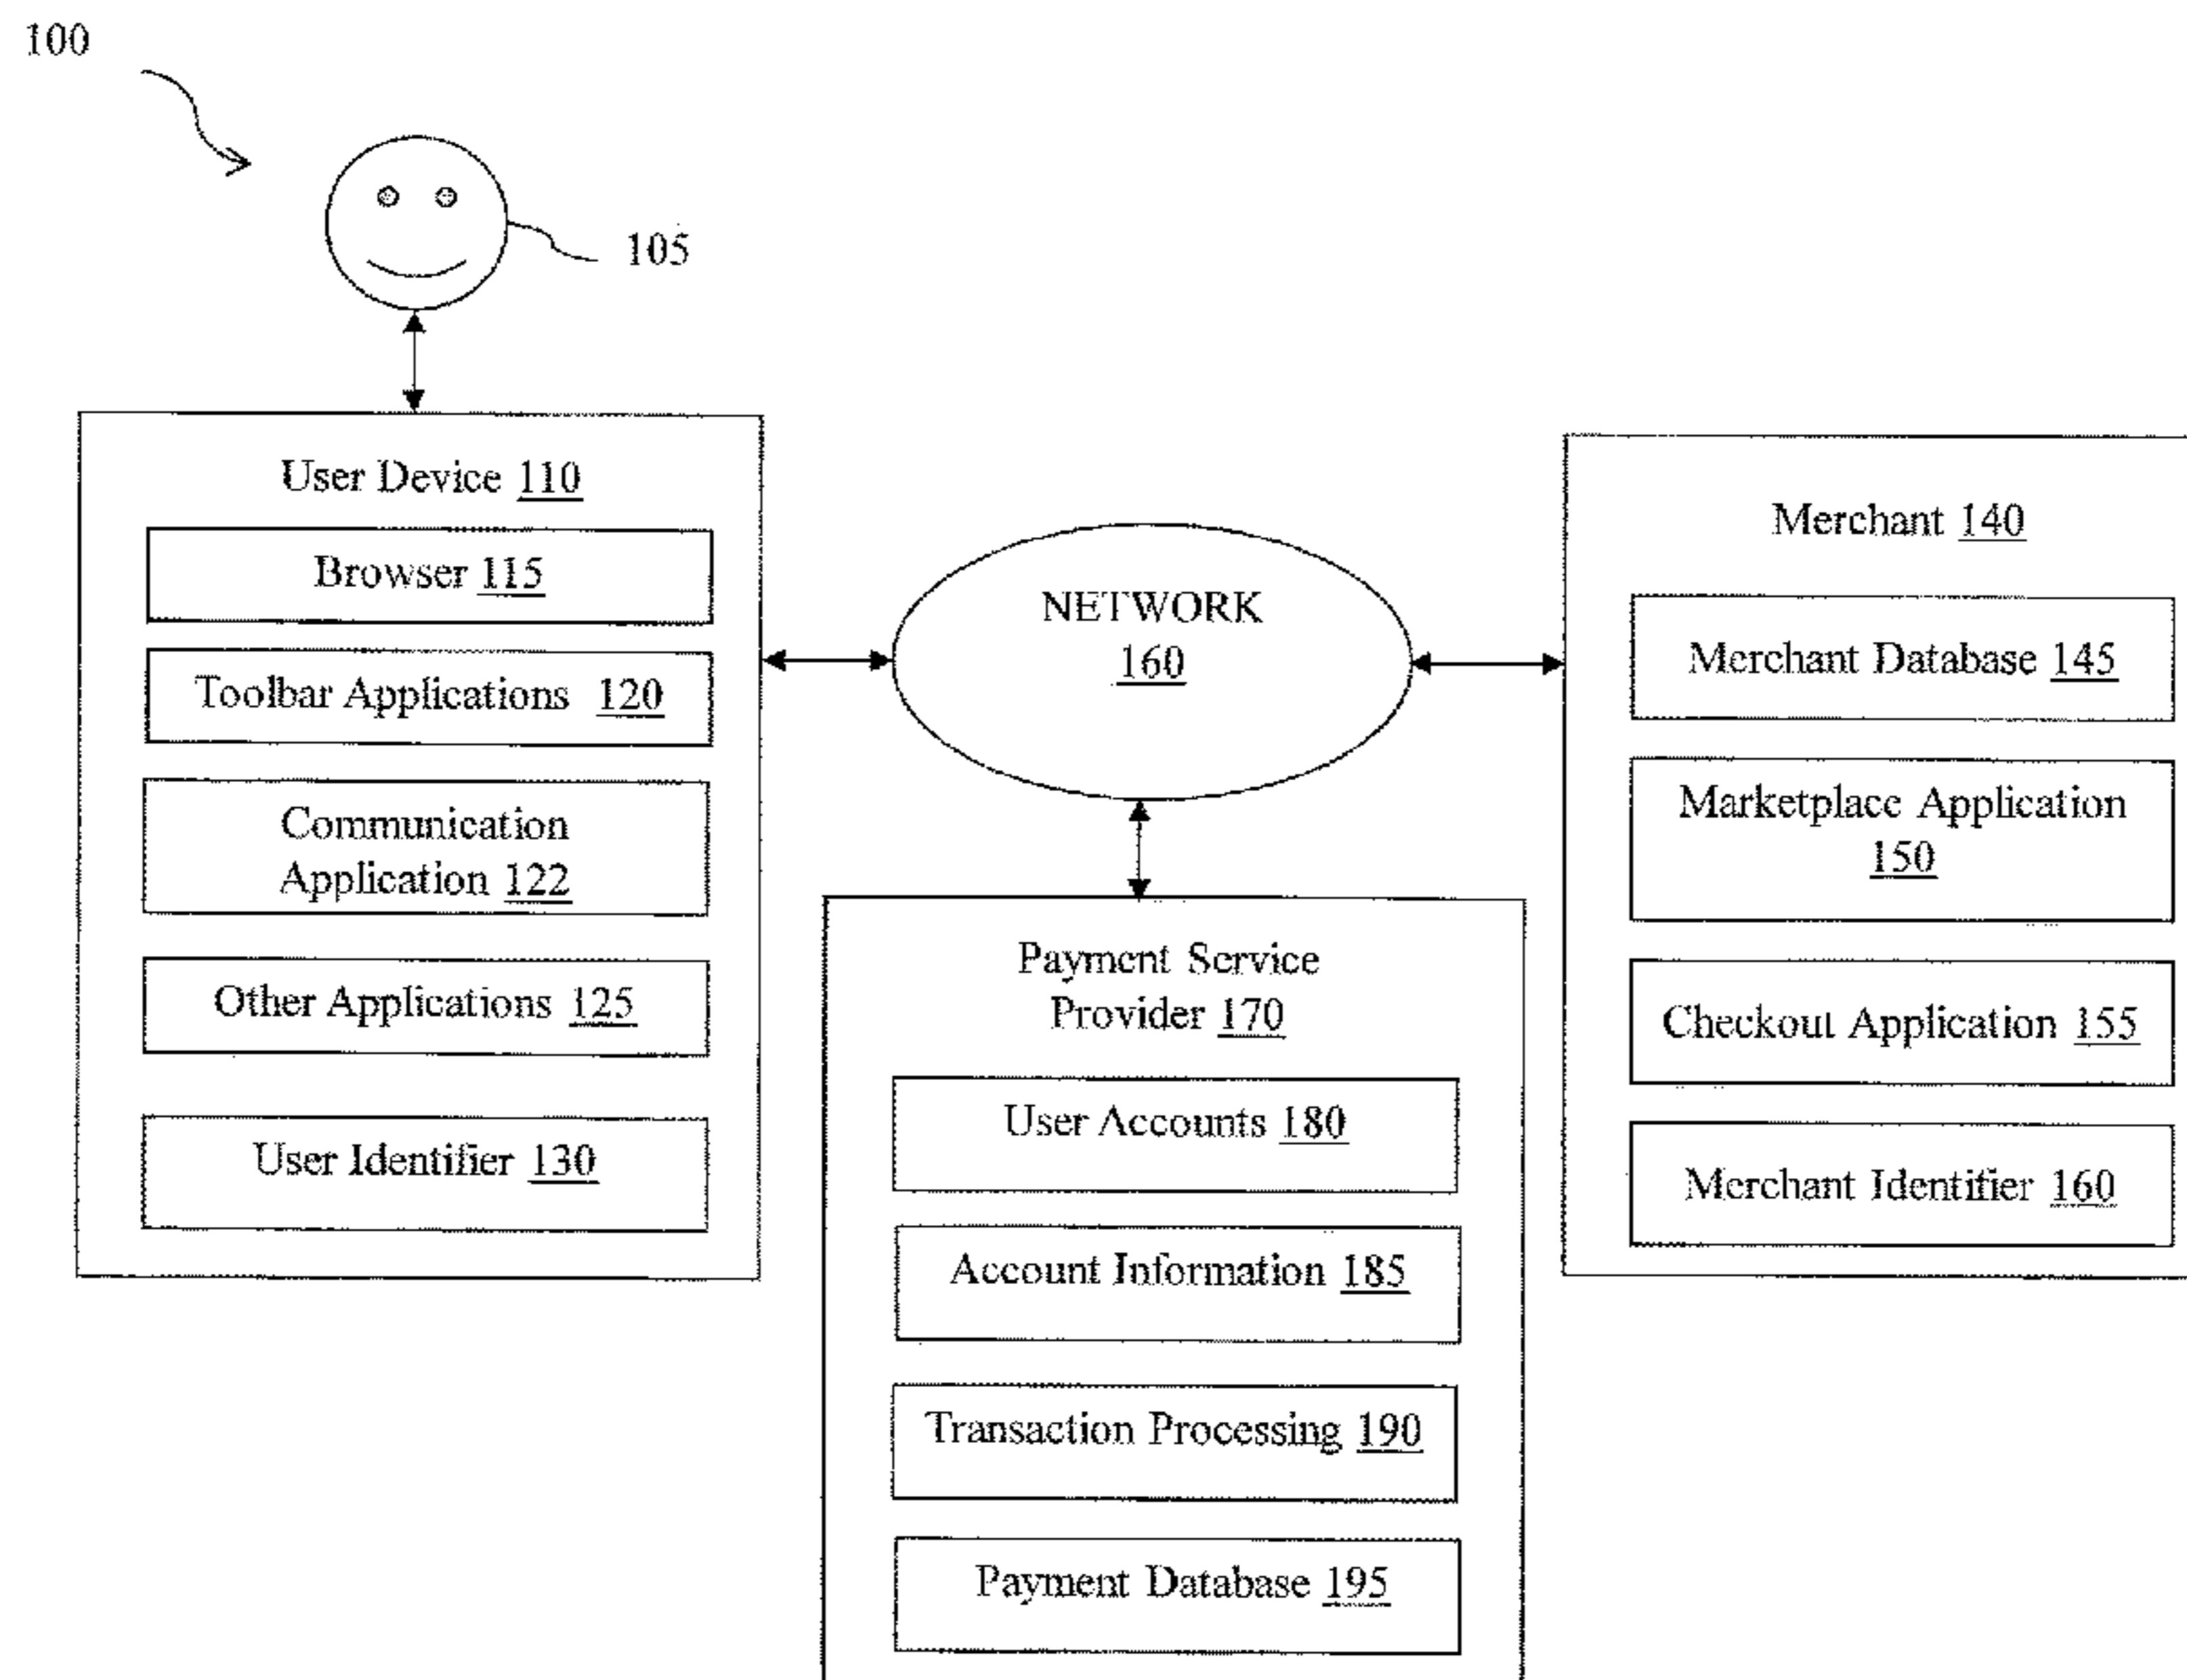 100
105
User Device 110
Browser 115
Toolbar Applications 120
Communication
Application 122
Other Applications 125
User Identifier 130
NETWORK
160
Payment Service
Provider 170
User Accounts 180
Account Information 185
Transaction Processing 190
Payment Database 195
Merchant 140
Merchant Database 145
Marketplace Application
150
Checkout Application 155
Merchant Identifier 160